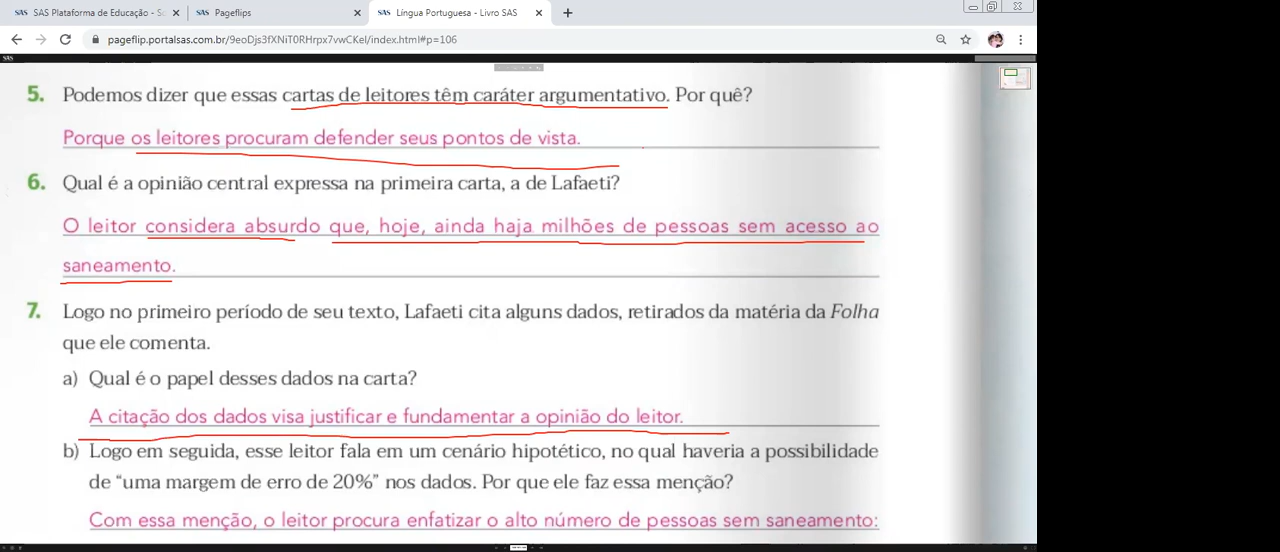 SAS Plataforma de Educação - S
Pageflips
Língua Portuguesa - Livro SAS
pageflip.portalsas.com.br/9eoDjs3fXNiT0RHrpx7vwCKel/index.html#p=106
SAS
5. Podemos dizer que essas cartas de leitores têm caráter argumentativo. Por quê?
Porque os leitores procuram defender seus pontos de vista.
6. Qual é a opinião central expressa na primeira carta, a de Lafaeti?
O leitor considera absurdo que, hoje, ainda haja milhões de pessoas sem acesso ao
saneamento.
7. Logo no primeiro período de seu texto, Lafaeti cita alguns dados, retirados da matéria da Folha
que ele comenta.
a) Qual é o papel desses dados na carta?
A citação dos dados visa justificar e fundamentar a opinião do leitor.
b) Logo em seguida, esse leitor fala em um cenário hipotético, no qual haveria a possibilidade
de “uma margem de erro de 20%” nos dados. Por que ele faz essa menção?
Com essa menção, o leitor procura enfatizar o alto número de pessoas sem saneamento: